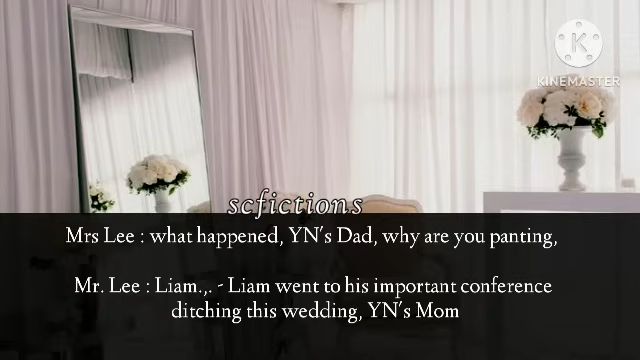 K
KINEMASTER
scfictions
Mrs Lee : what happened, YN's Dad, why are you panting,
Mr. Lee : Liam.,. - Liam went to his important conference
ditching this wedding, YN's Mom